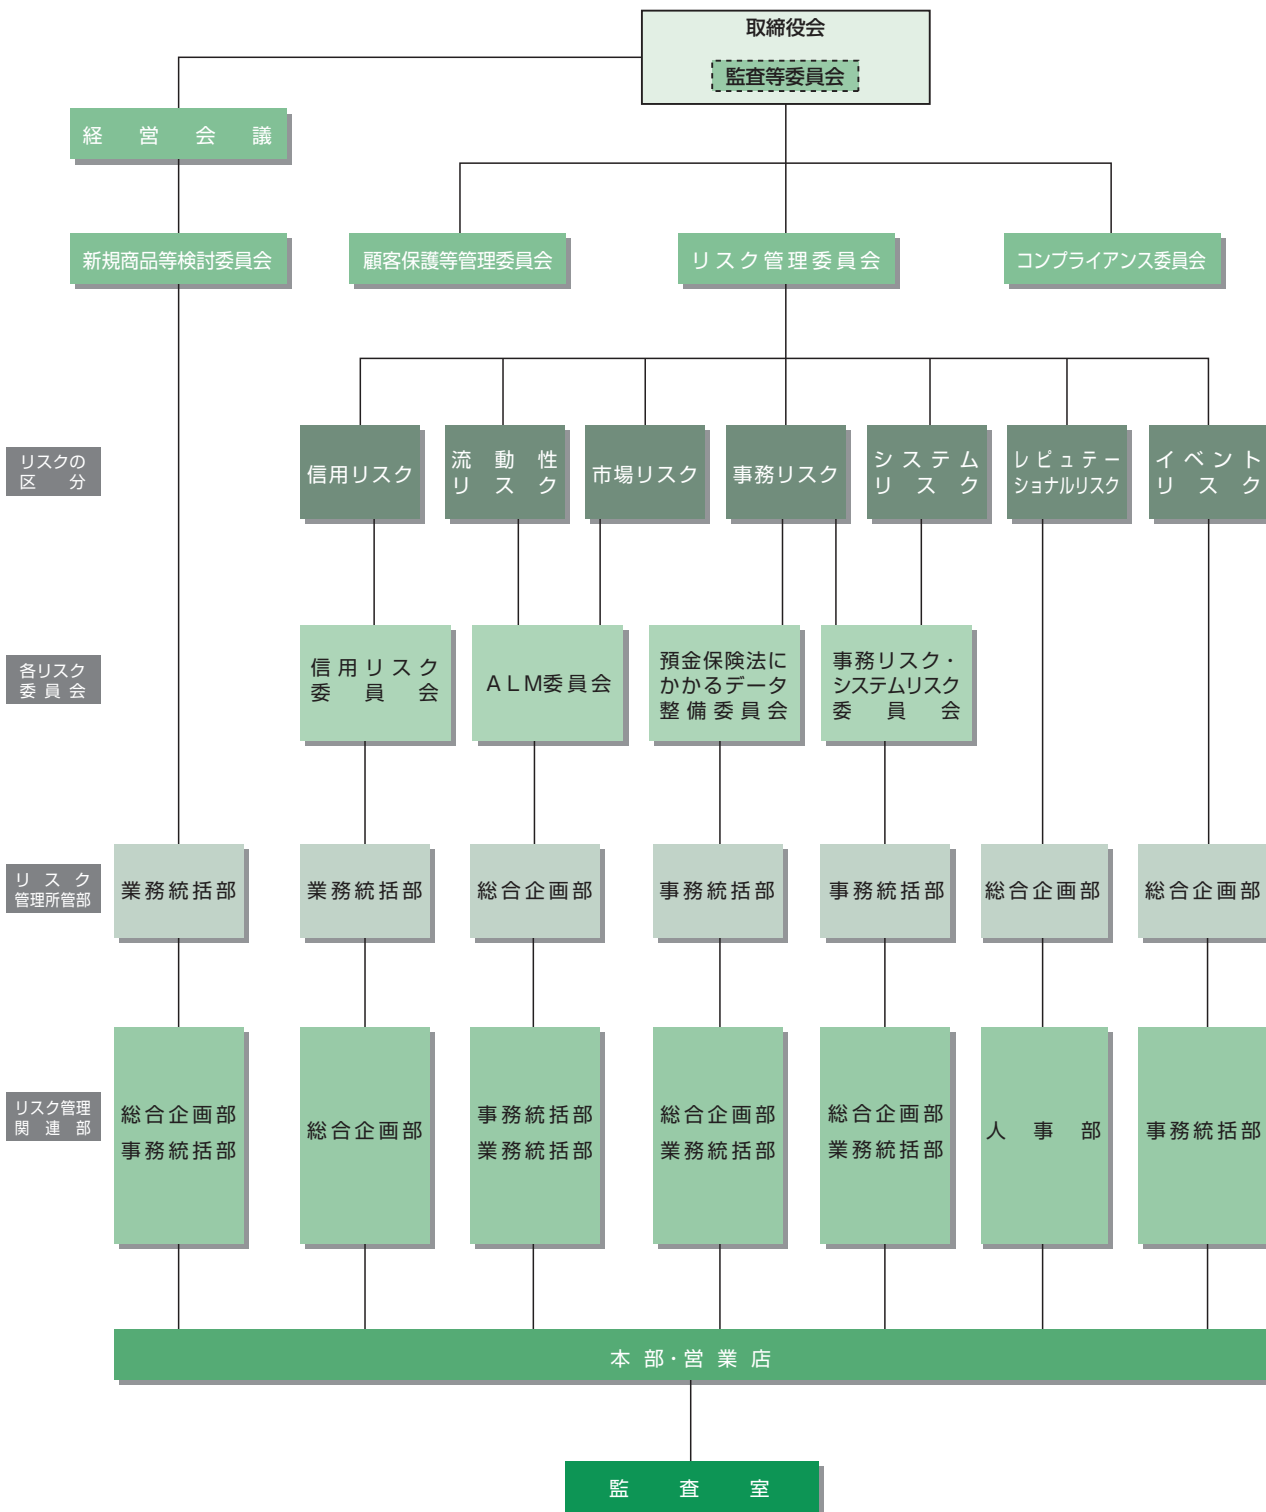 取締役会
監査等委員会
経営会議
新規商品等検討委員会
顧客保護等管理委員会
リスク管理委員会
コンプライアンス委員会
リスクの
区分
信用リスク
流動性
リスク
市場リスク
事務リスク
システム
リスク
レピュテー
ショナルリスク
イベント
リスク
各リスク
委員会
信用リスク
委員会
ALM委員会
預金保険法に
かかるデータ
整備委員会
事務リスク・
システムリスク
委員会
リスク
管理所管部
業務統括部
業務統括部
総合企画部
事務統括部
事務統括部
総合企画部
総合企画部
リスク管理
関連部
総合企画部
事務統括部
総合企画部
事務統括部
業務統括部
総合企画部
業務統括部
総合企画部
業務統括部
人事部
事務統括部
本部・営業店
監査室